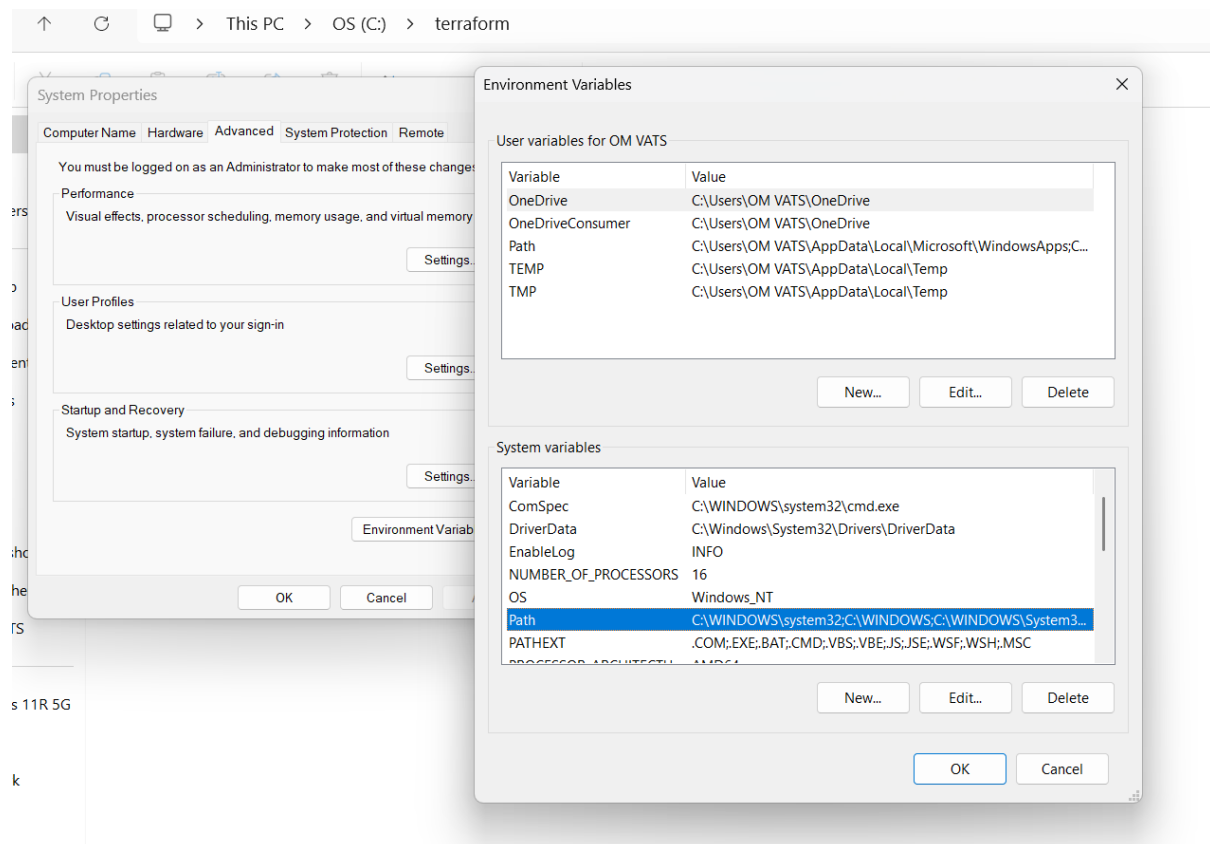 This PC > OS (C:) > terraform
System Properties
Computer Name Hardware Advanced System Protection Remote
You must be logged on as an Administrator to make most of these changes
Performance
Visual effects, processor scheduling, memory usage, and virtual memory
Settings..
User Profiles
Desktop settings related to your sign-in
Settings..
Startup and Recovery
System startup, system failure, and debugging information
Settings..
Environment Variab
OK Cancel
s 11R 5G
Environment Variables
User variables for OM VATS
Variable Value
OneDrive C:\Users\OM VATS\OneDrive
OneDriveConsumer C:\Users\OM VATS\OneDrive
Path C:\Users\OM VATS\AppData\Local\Microsoft\WindowsApps;C...
TEMP C:\Users\OM VATS\AppData\Local\Temp
TMP C:\Users\OM VATS\AppData\Local\Temp
New... Edit... Delete
System variables
Variable Value
ComSpec C:\WINDOWS\system32\cmd.exe
DriverData C:\Windows\System32\Drivers\DriverData
EnableLog INFO
NUMBER_OF_PROCESSORS 16
OS Windows_NT
Path C:\WINDOWS\system32;C:\WINDOWS;C:\WINDOWS\System3...
PATHEXT .COM;.EXE;.BAT;.CMD;.VBS;.VBE;.JS;.JSE;.WSF;.WSH;.MSC
New... Edit... Delete
OK Cancel